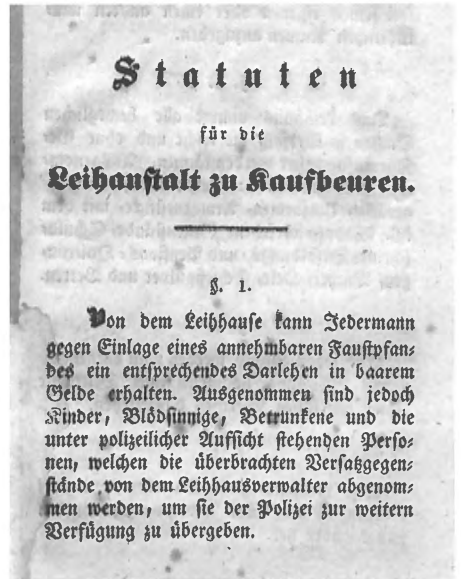 Statuten
für die
Leihanstalt zu Kaufbeuren.
§. 1.
Von dem Leihhause kann Jedermann
gegen Einlage eines annehmbaren Faustpfan-
des ein entsprechendes Darlehen in baarem
Gelde erhalten. Ausgenommen sind jedoch
Kinder, Blödsinnige, Betrunkene und die
unter polizeilicher Aufsicht stehenden Perso-
nen, welchen die überbrachten Versatzgegen-
stände von dem Leihhausverwalter abgenom-
men werden, um sie der Polizei zur weitern
Verfügung zu übergeben.